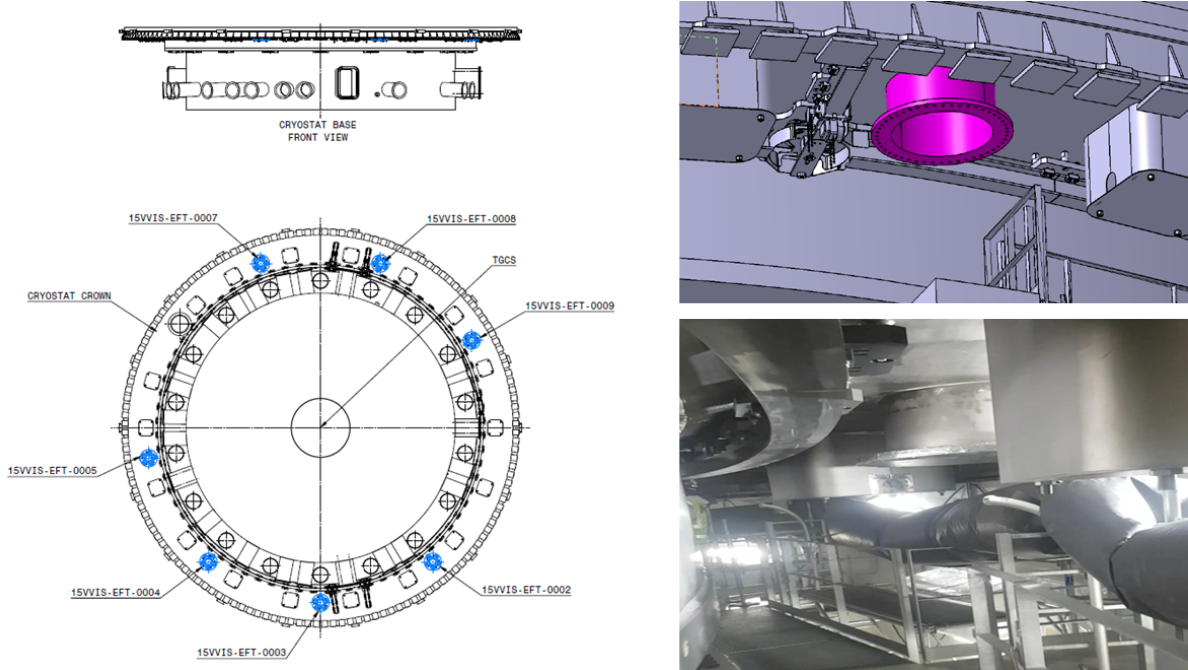 CRYOSTAT BASE
FRONT VIEW
15VVIS-EFT-0007
15VVIS-EFT-0008
TGCS
CRYOSTAT CROWN
15VVIS-EFT-0009
15VVIS-EFT-0005
15VVIS-EFT-0004
15VVIS-EFT-0002
15VVIS-EFT-0003